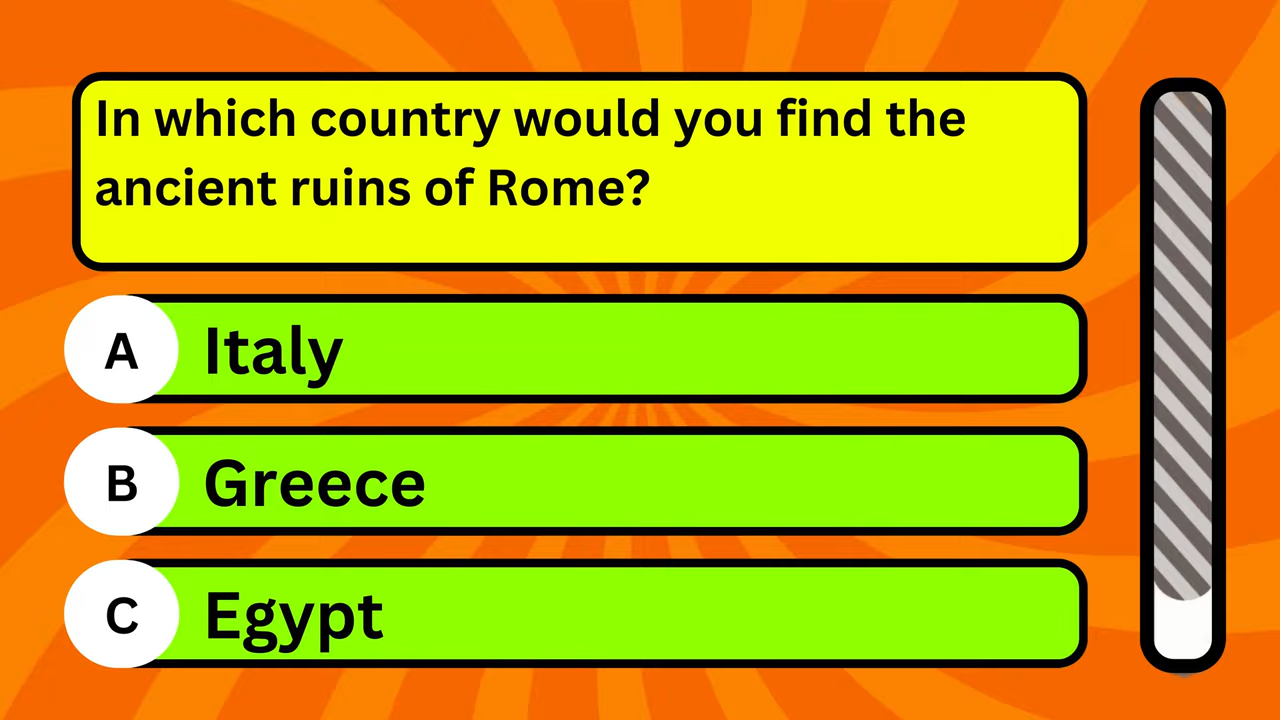 In which country would you find the
ancient ruins of Rome?
A Italy
B Greece
C Egypt